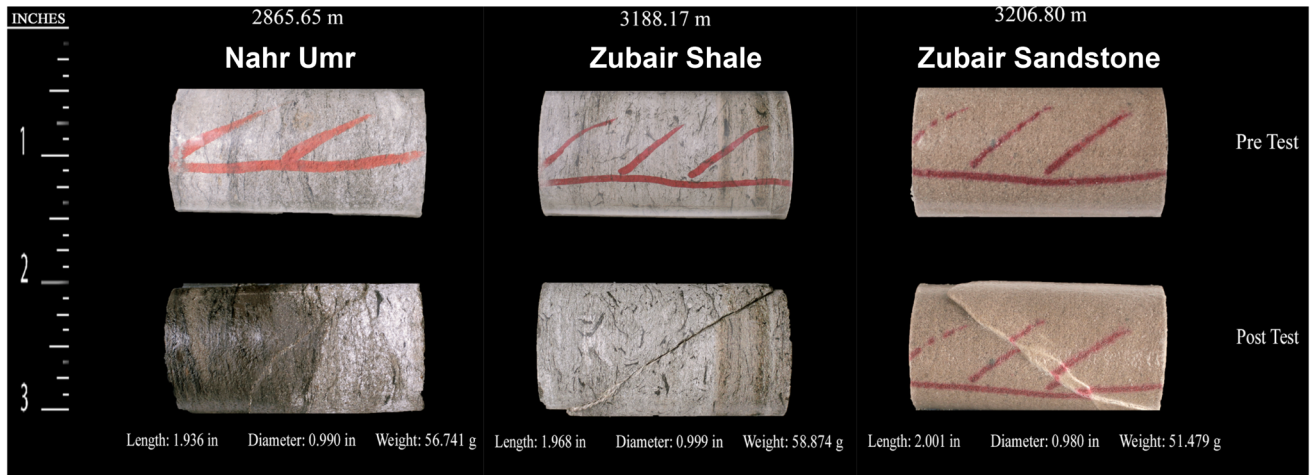 INCHES
2865.65 m
3188.17 m
3206.80 m
Nahr Umr
Zubair Shale
Zubair Sandstone
1
Pre Test
2
Post Test
3
Length: 1.936 in Diameter: 0.990 in Weight: 56.741 g
Length: 1.968 in Diameter: 0.999 in Weight: 58.874 g
Length: 2.001 in Diameter: 0.980 in Weight: 51.479 g